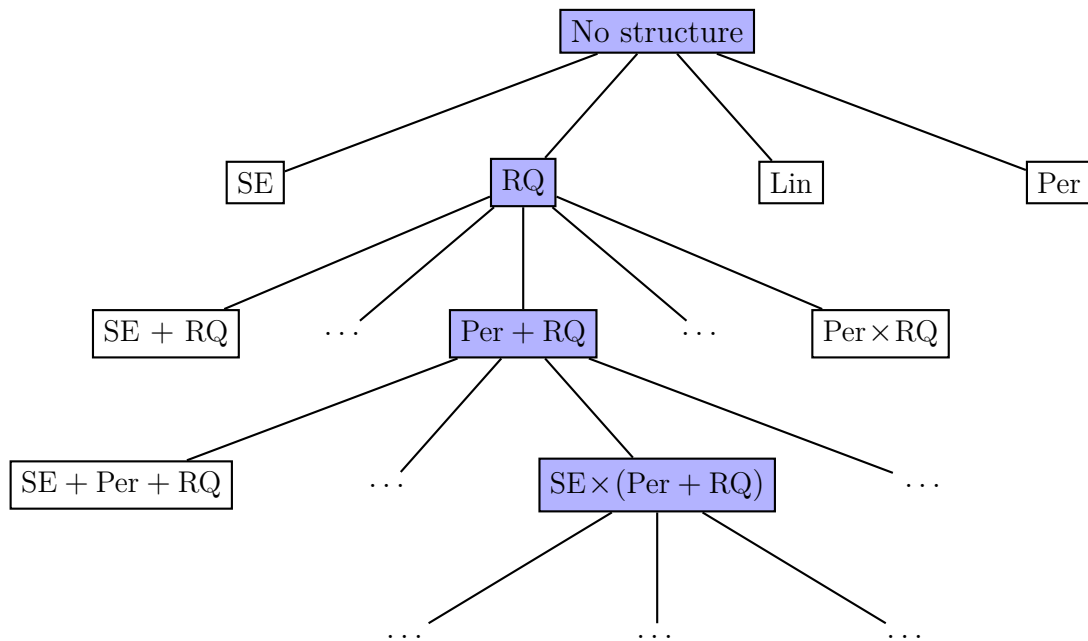 No structure
SE RQ Lin Per
SE + RQ ... Per + RQ ... Per×RQ
SE + Per + RQ ... SE×(Per + RQ) ...
... ... ...